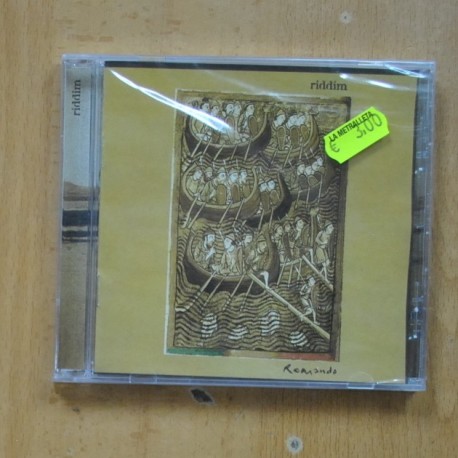 riddim
riddim
LA METRALLETA
€ 3,00
Remando